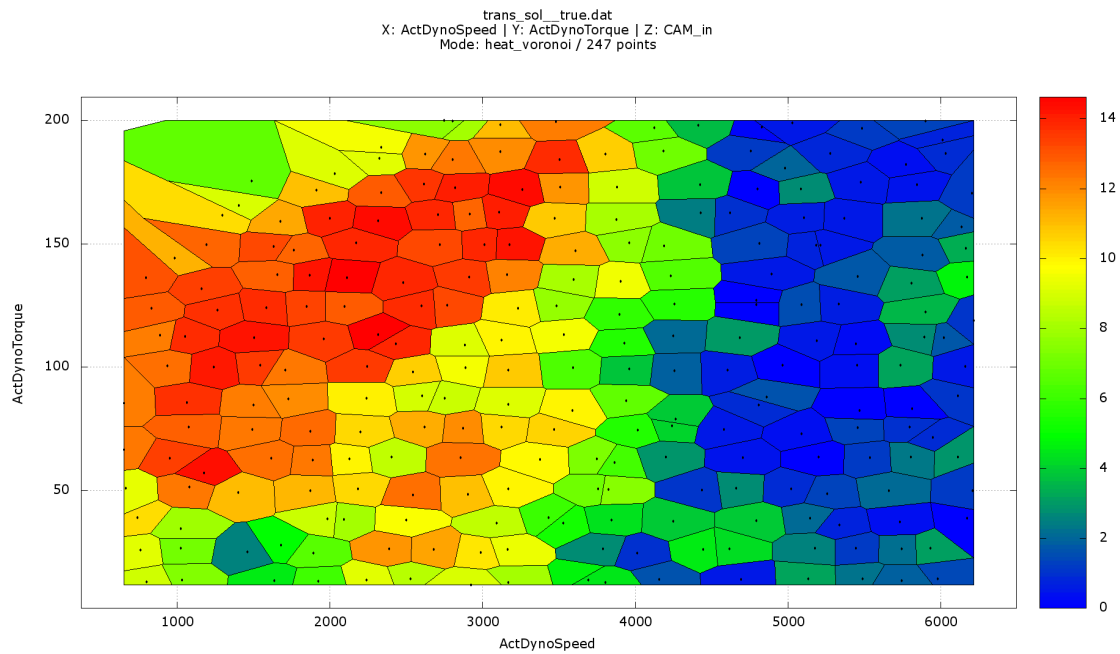 trans_sol__true.dat
X: ActDynoSpeed | Y: ActDynoTorque | Z: CAM_in
Mode: heat_voronoi / 247 points
200
150
100
50
ActDynoTorque
1000 2000 3000 4000 5000 6000
ActDynoSpeed
14
12
10
8
6
4
2
0